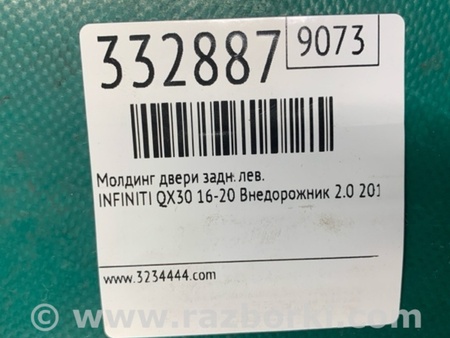 332887 9073
Молдинг двери задн. лев.
INFINITI QX30 16-20 Внедорожник 2.0 201
www.3234444.com
© www.razborki.com